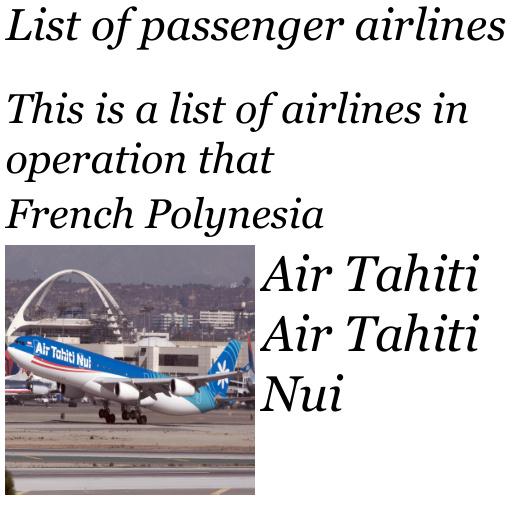 List of passenger airlines
This is a list of airlines in
operation that
French Polynesia
Air Tahiti
Air Tahiti
Nui
Air Tahiti Nui